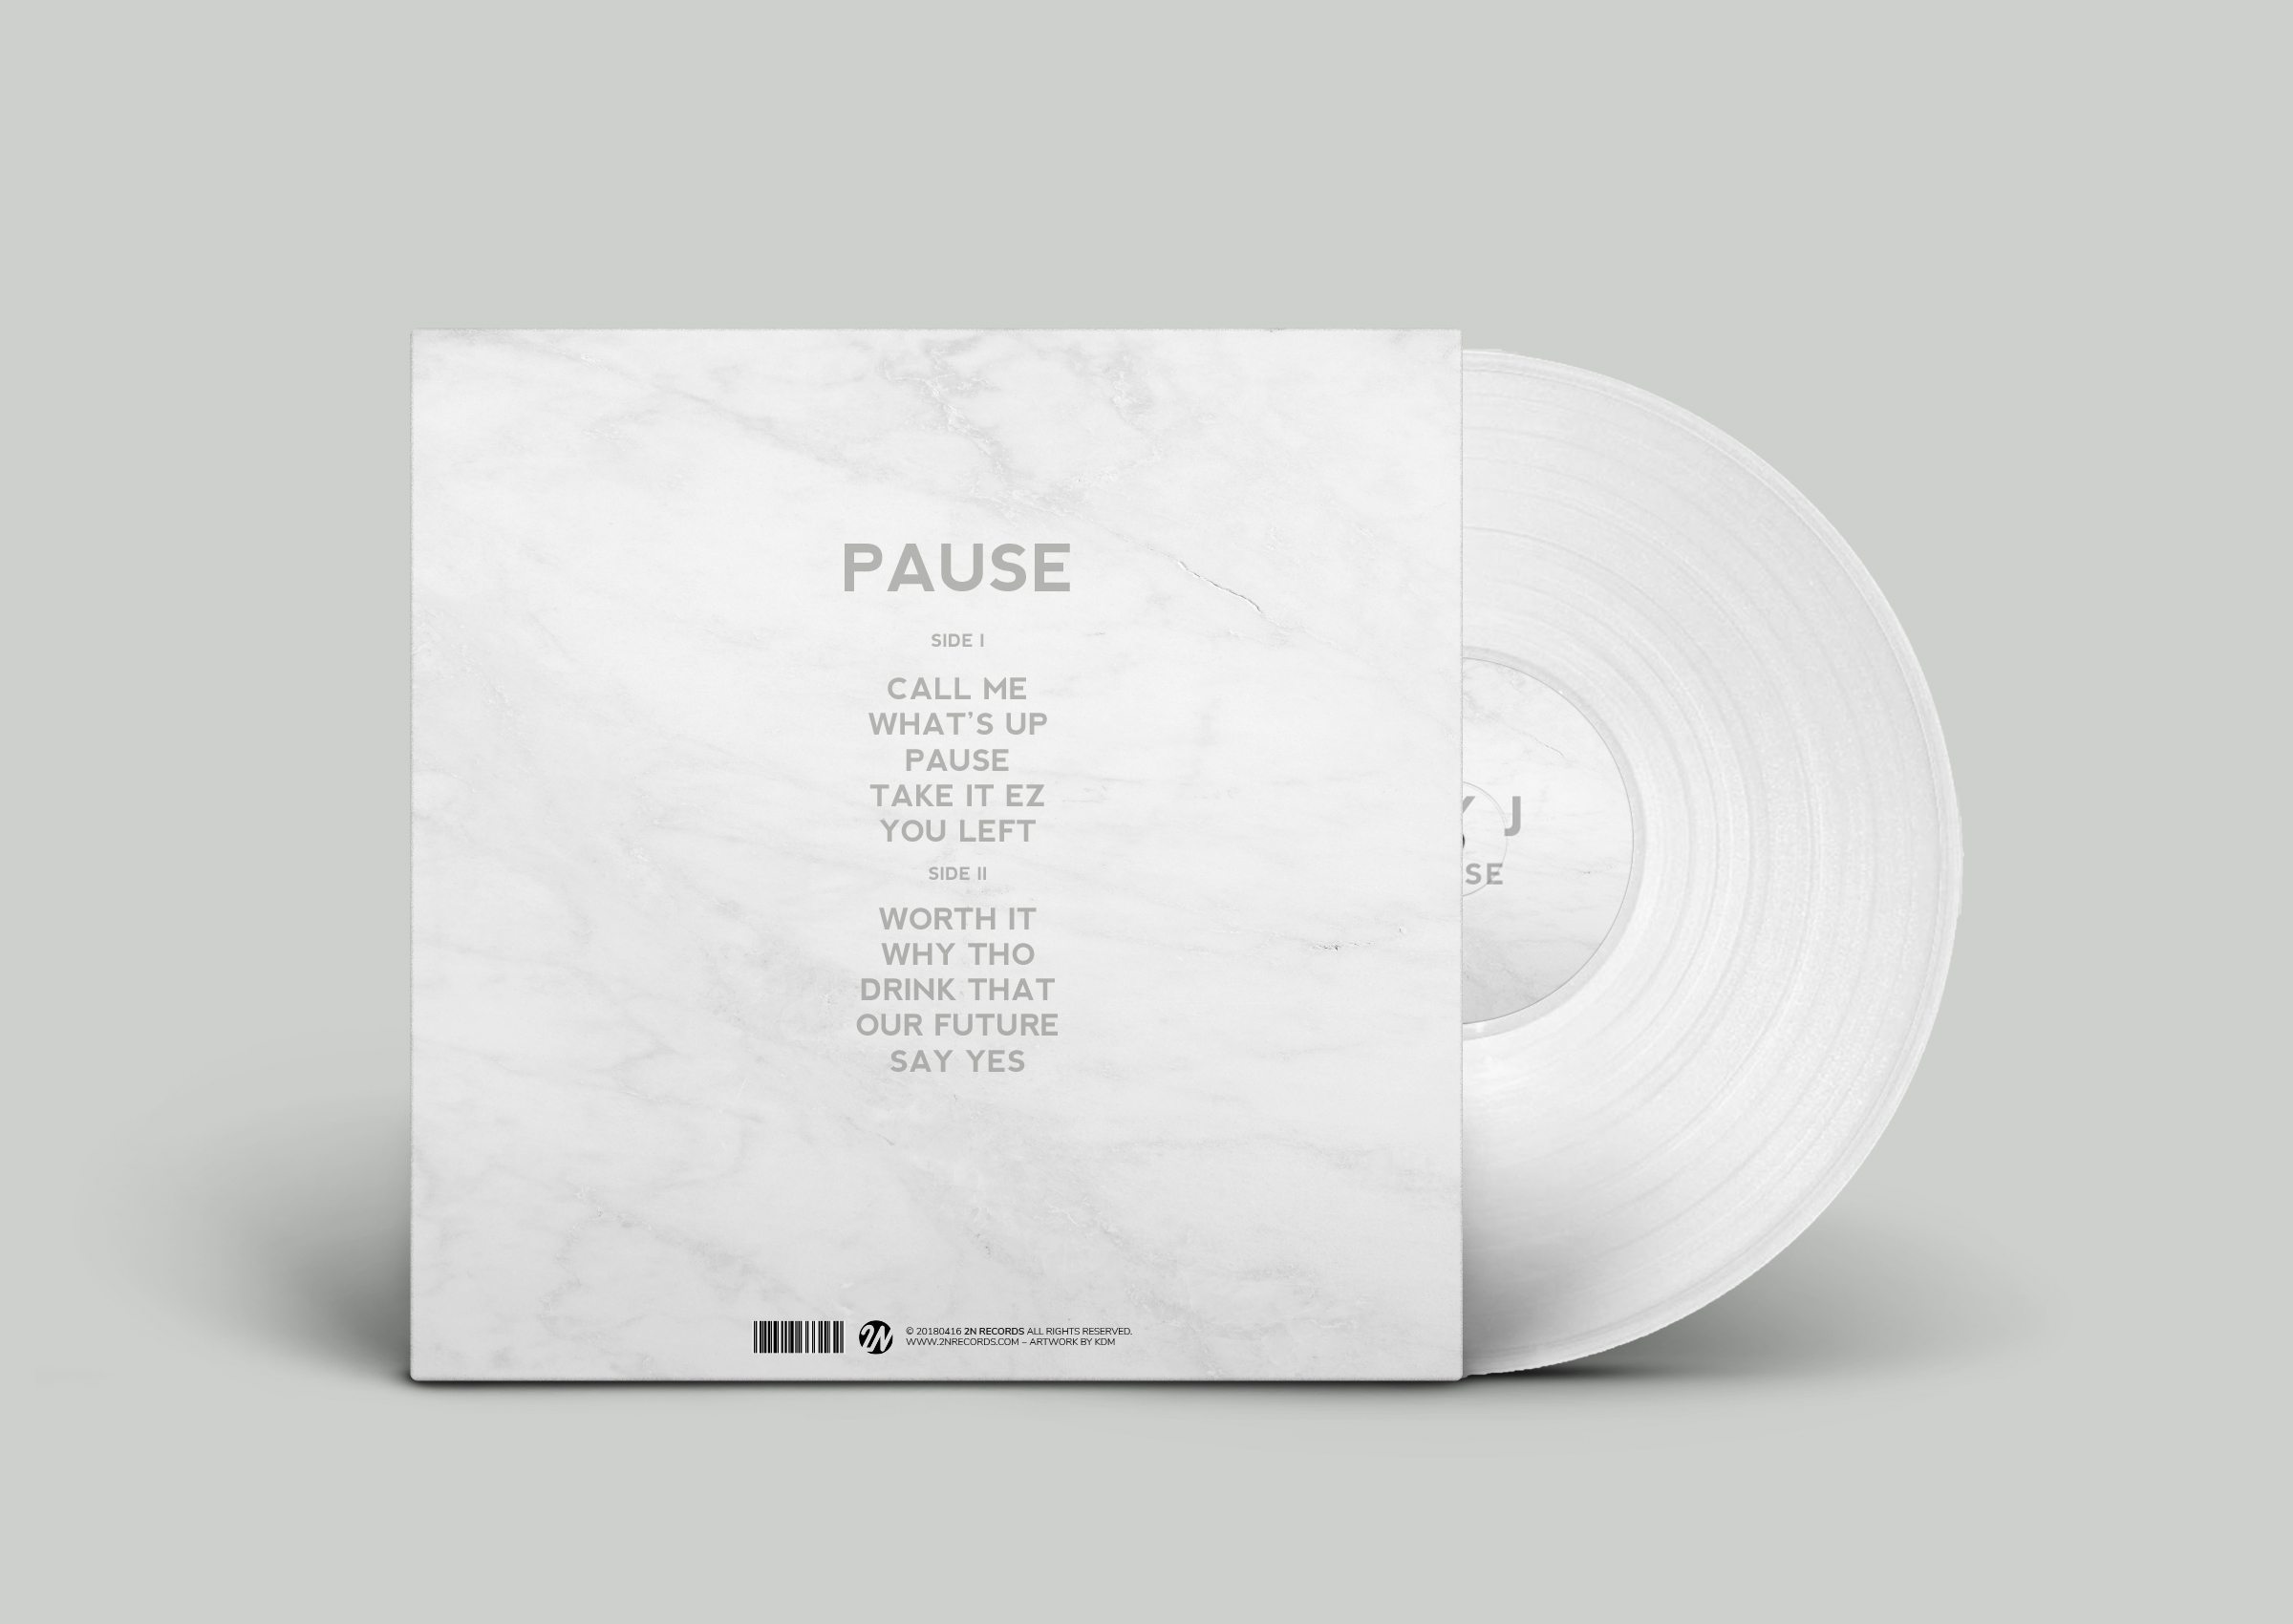 PAUSE
SIDE I
CALL ME
WHAT’S UP
PAUSE
TAKE IT EZ
YOU LEFT
SIDE II
WORTH IT
WHY THO
DRINK THAT
OUR FUTURE
SAY YES
2N
© 20180416 2N RECORDS ALL RIGHTS RESERVED.
WWW.2NRECORDS.COM – ARTWORK BY KDM
Y J
SE